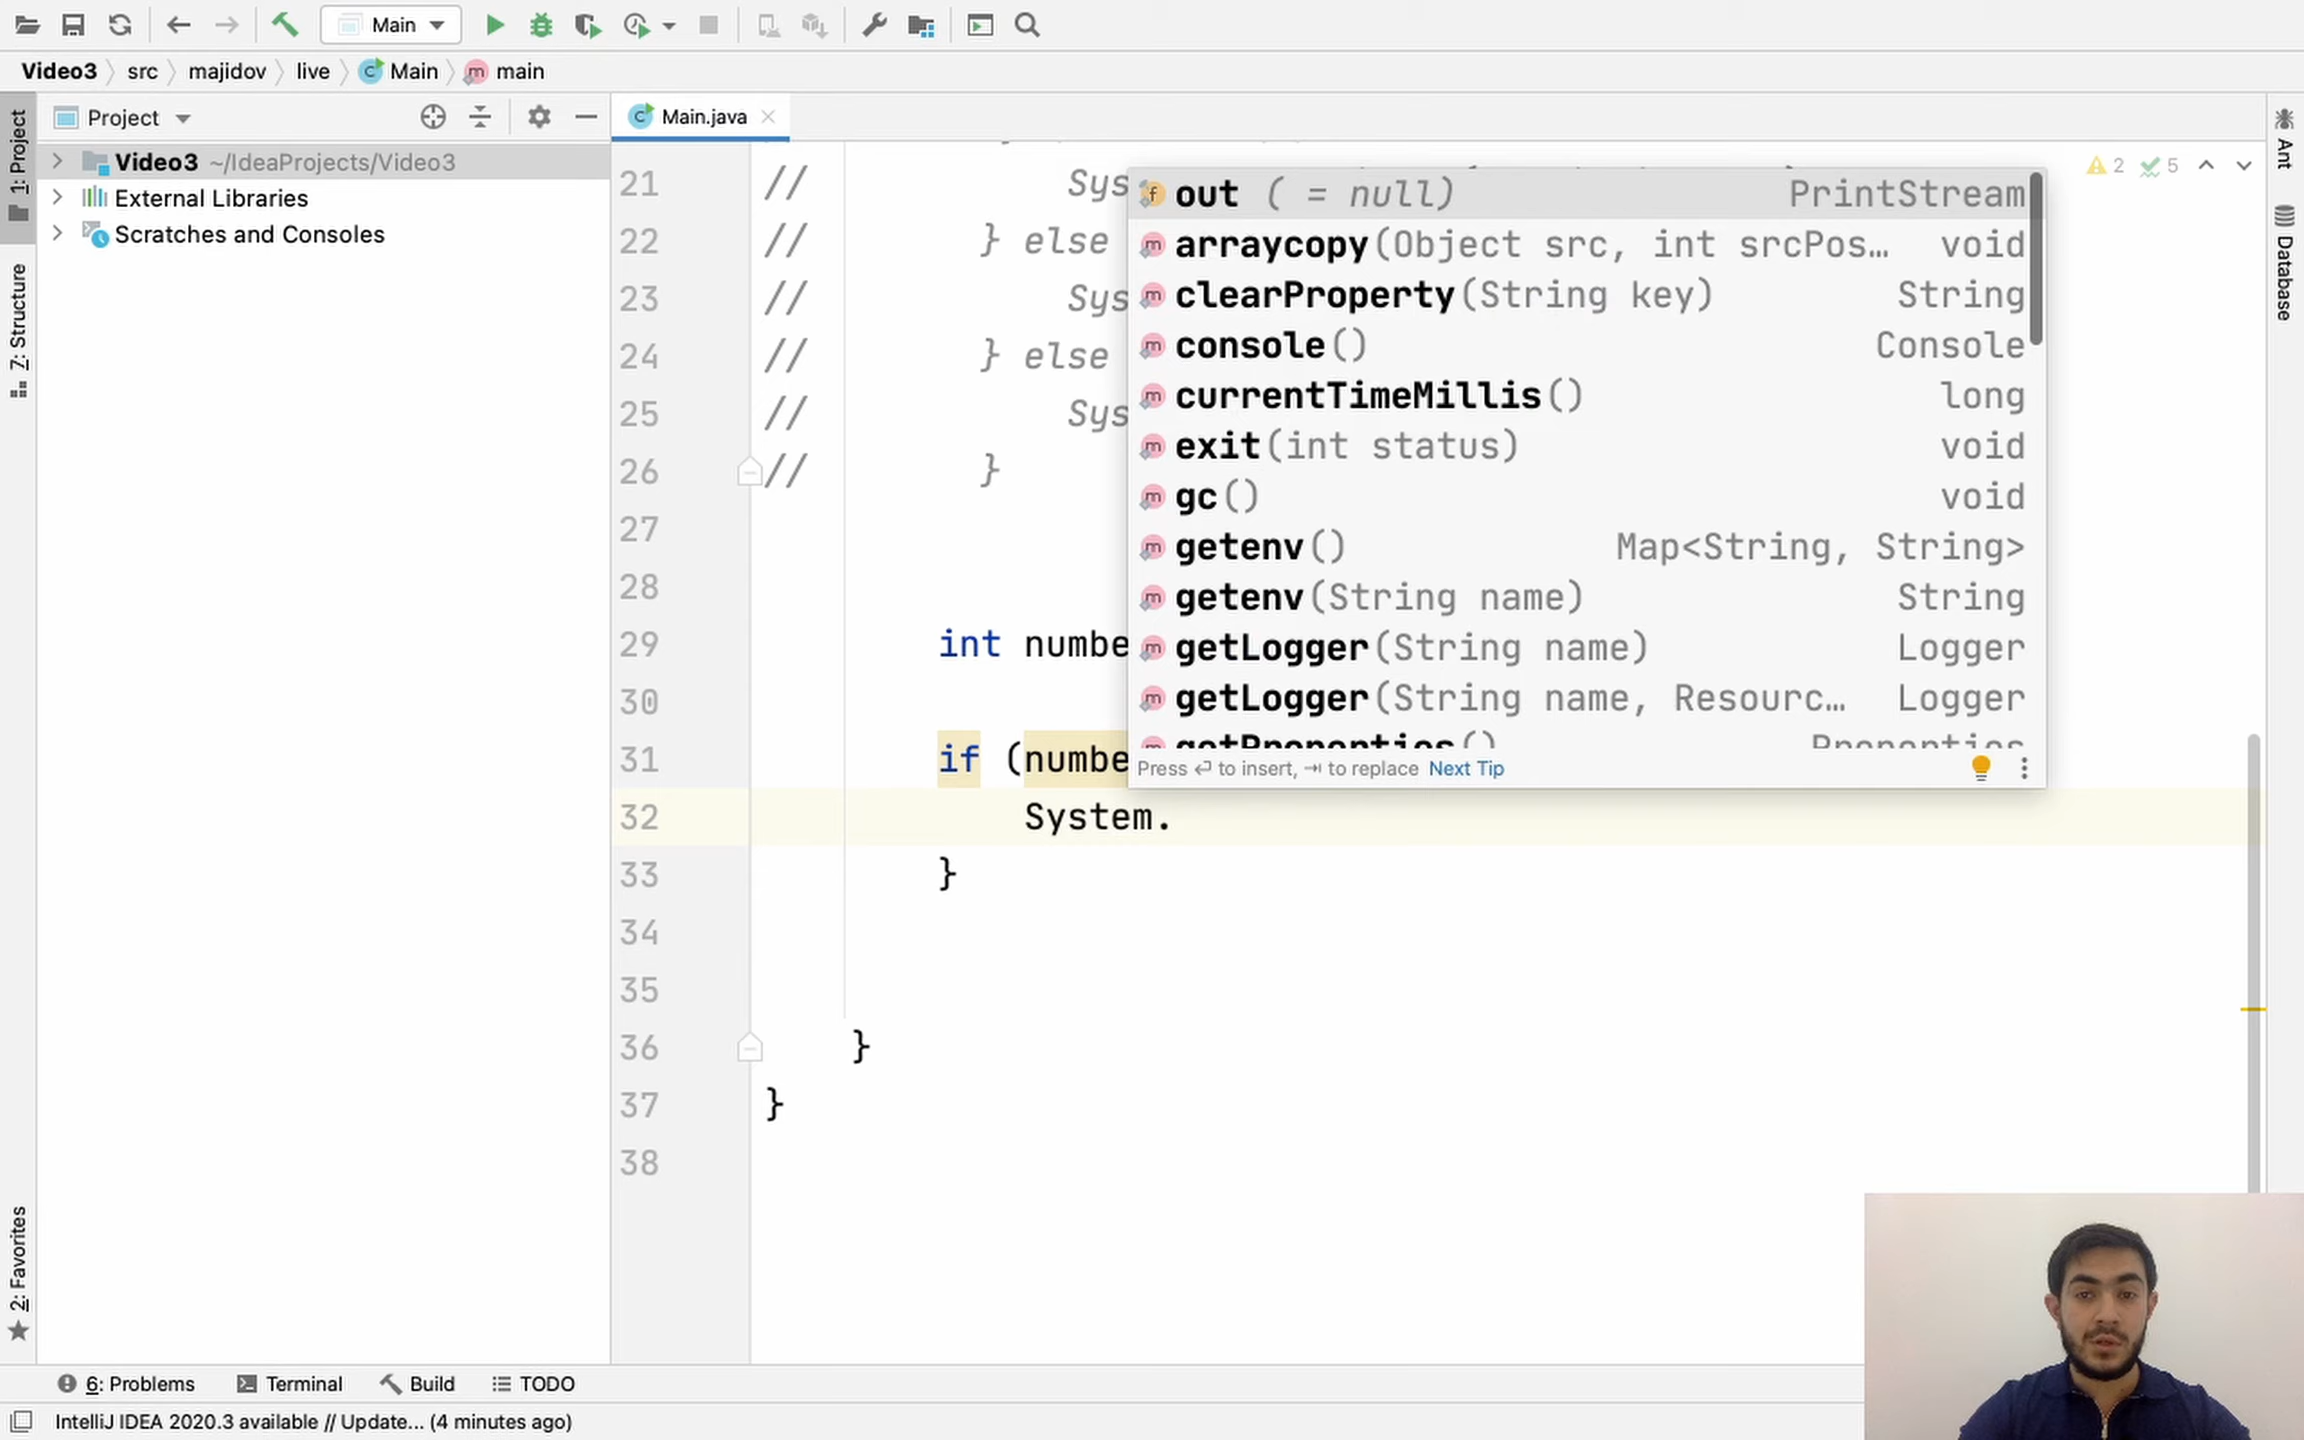 Main
Video3 src majidov live Main main
1: Project
7: Structure
2: Favorites
Project
Video3 ~/IdeaProjects/Video3
External Libraries
Scratches and Consoles
Main.java
2 5
21 // Sys
22 // } else
23 // Sys
24 // } else
25 // Sys
26 // }
27
28
29 int numbe
30
31 if (numbe
32 System.
33 }
34
35
36 }
37 }
38
out ( = null) PrintStream
arraycopy(Object src, int srcPos… void
clearProperty(String key) String
console() Console
currentTimeMillis() long
exit(int status) void
gc() void
getenv() Map<String, String>
getenv(String name) String
getLogger(String name) Logger
getLogger(String name, Resourc… Logger
getProperties() Properties
Press ↵ to insert, ⇥ to replace Next Tip
Ant
Database
6: Problems Terminal Build TODO
IntelliJ IDEA 2020.3 available // Update... (4 minutes ago)